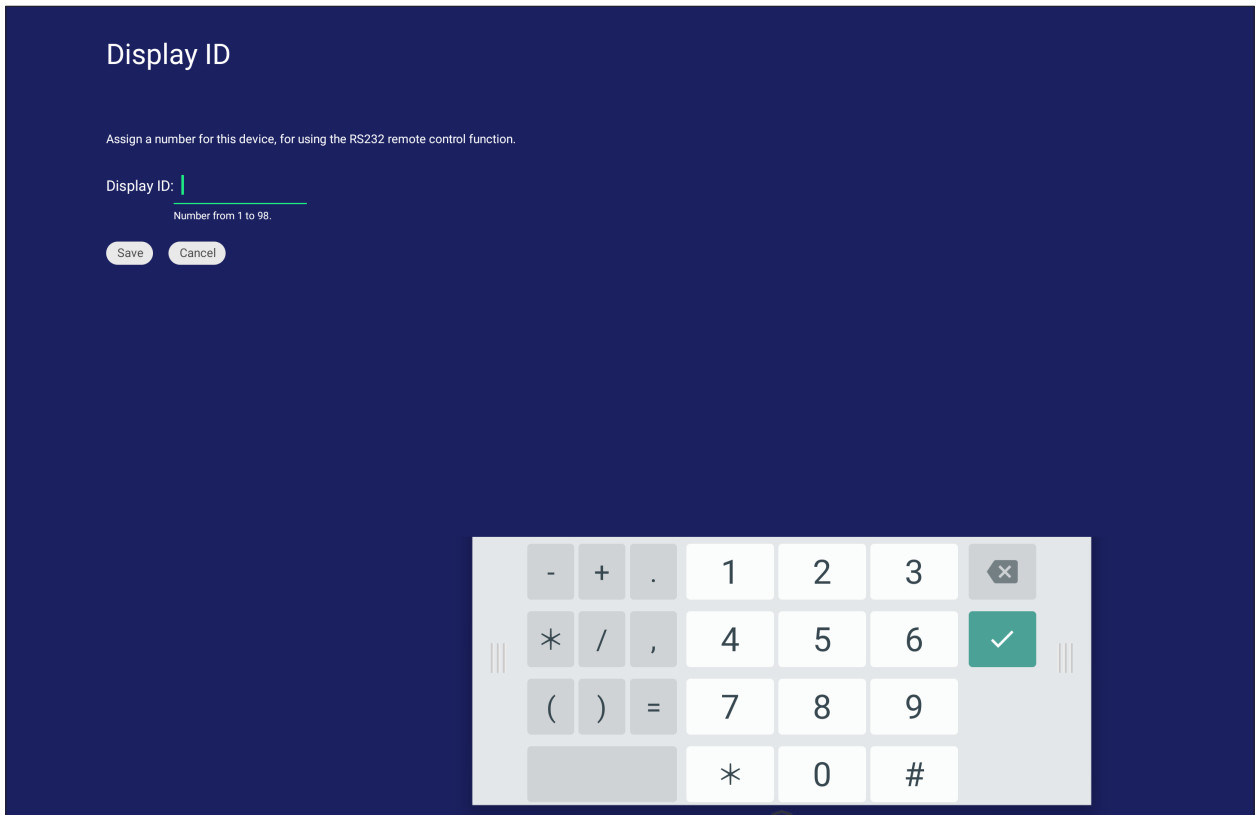 Display ID
Assign a number for this device, for using the RS232 remote control function.
Display ID:
Number from 1 to 98.
Save Cancel
- + . 1 2 3
* / , 4 5 6
( ) = 7 8 9
* 0 #